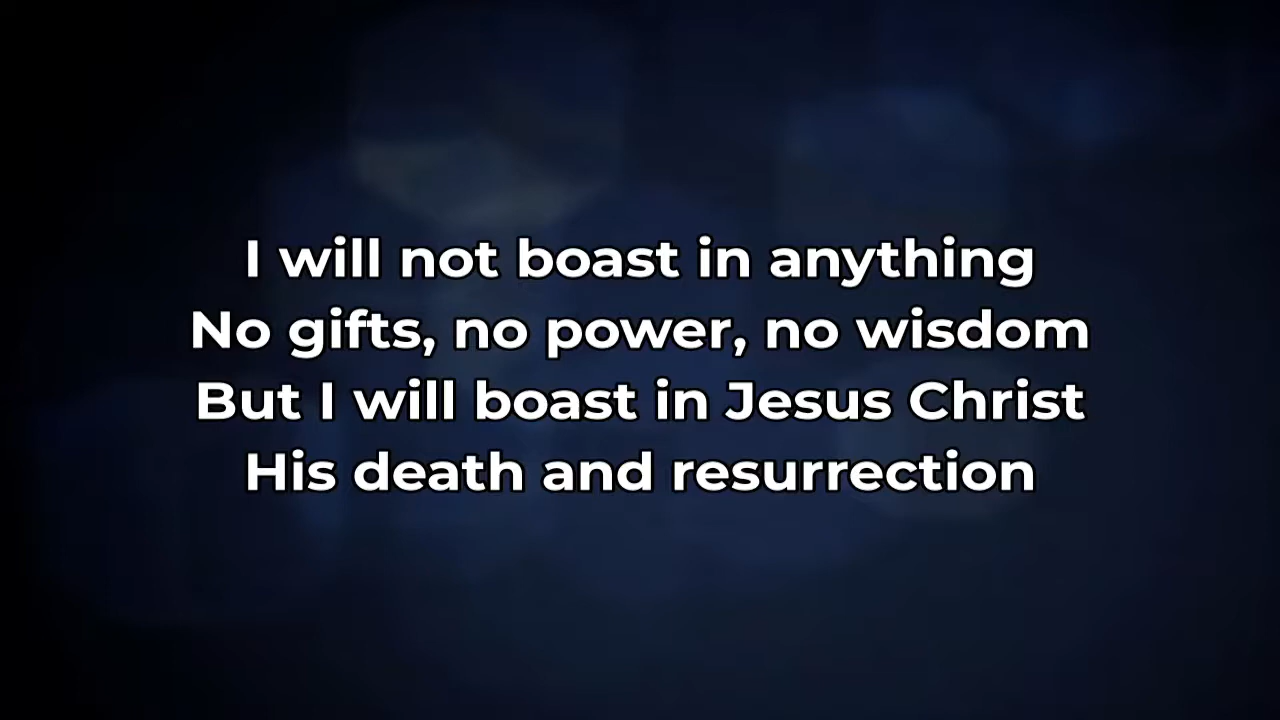 I will not boast in anything
No gifts, no power, no wisdom
But I will boast in Jesus Christ
His death and resurrection